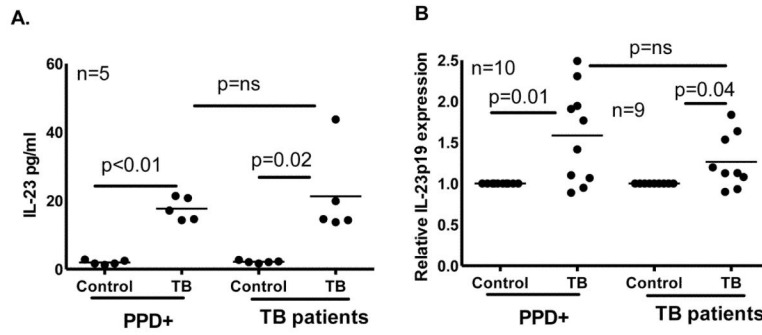 A.
60
40
20
0
IL-23 pg/ml
n=5
p=ns
p<0.01
p=0.02
Control
TB
Control
TB
PPD+
TB patients
B
2.5
2.0
1.5
1.0
0.5
0.0
Relative IL-23p19 expression
p=ns
n=10
p=0.01
n=9
p=0.04
Control
TB
Control
TB
PPD+
TB patients